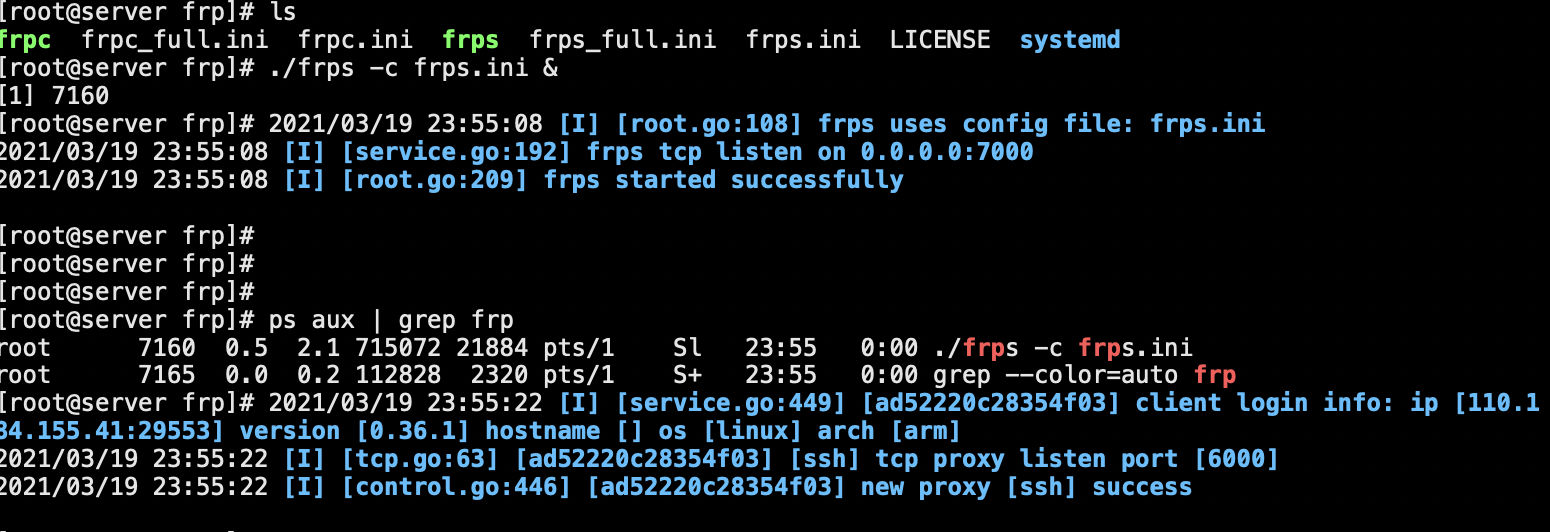 [root@server frp]# ls
frpc  frpc_full.ini  frpc.ini  frps  frps_full.ini  frps.ini  LICENSE  systemd
[root@server frp]# ./frps -c frps.ini &
[1] 7160
[root@server frp]# 2021/03/19 23:55:08 [I] [root.go:108] frps uses config file: frps.ini
2021/03/19 23:55:08 [I] [service.go:192] frps tcp listen on 0.0.0.0:7000
2021/03/19 23:55:08 [I] [root.go:209] frps started successfully
[root@server frp]#
[root@server frp]#
[root@server frp]#
[root@server frp]# ps aux | grep frp
root      7160  0.5  2.1 715072 21884 pts/1    Sl   23:55   0:00 ./frps -c frps.ini
root      7165  0.0  0.2 112828  2320 pts/1    S+   23:55   0:00 grep --color=auto frp
[root@server frp]# 2021/03/19 23:55:22 [I] [service.go:449] [ad52220c28354f03] client login info: ip [110.1
84.155.41:29553] version [0.36.1] hostname [] os [linux] arch [arm]
2021/03/19 23:55:22 [I] [tcp.go:63] [ad52220c28354f03] [ssh] tcp proxy listen port [6000]
2021/03/19 23:55:22 [I] [control.go:446] [ad52220c28354f03] new proxy [ssh] success